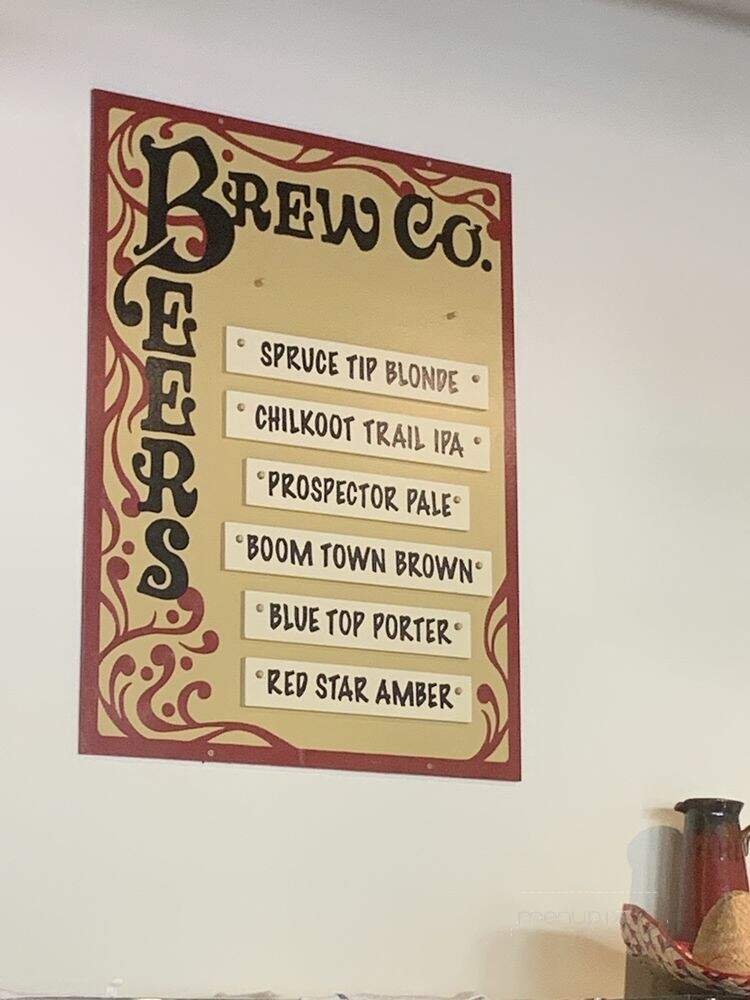 BREW CO.
BEERS
SPRUCE TIP BLONDE
CHILKOOT TRAIL IPA
PROSPECTOR PALE
BOOM TOWN BROWN
BLUE TOP PORTER
RED STAR AMBER